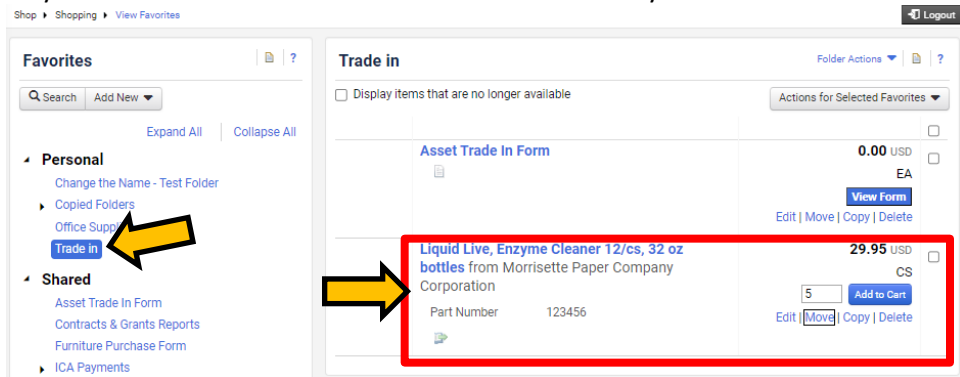 Shop Shopping View Favorites
Logout
Favorites
?
Search Add New
Expand All Collapse All
Personal
Change the Name - Test Folder
Copied Folders
Trade in
Shared
Asset Trade In Form
Contracts & Grants Reports
Furniture Purchase Form
ICA Payments
Trade in
Folder Actions
?
Display items that are no longer available
Actions for Selected Favorites
Asset Trade In Form
0.00 USD
EA
View Form
Edit | Move | Copy | Delete
Liquid Live, Enzyme Cleaner 12/cs, 32 oz
bottles from Morrisette Paper Company
Corporation
Part Number 123456
29.95 USD
CS
5 Add to Cart
Edit | Move | Copy | Delete